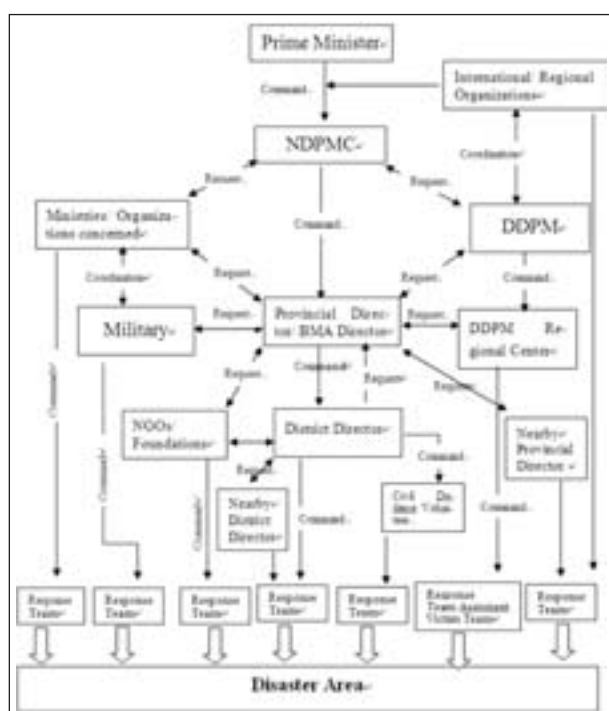 Prime Minister
International Regional
Organizations
Command
NDPMC
Coordination
Request
Request
Ministries Organiza-
tions concerned
DDPM
Command
Coordination
Request
Request
Command
Provincial Direc-
tor/ BMA Director
Military
Request
Request
DDPM Re-
gional Center
Command
Request
Command
Request
Request
NGOs/
Foundations
District Director
Nearby
Provincial
Director
Request
Command
Nearby
District
Director
Command
Command
Command
Command
Response
Team
Response
Team
Response
Team
Response
Team
Response
Team
Response
Team
Victim Team
Response
Team
Disaster Area